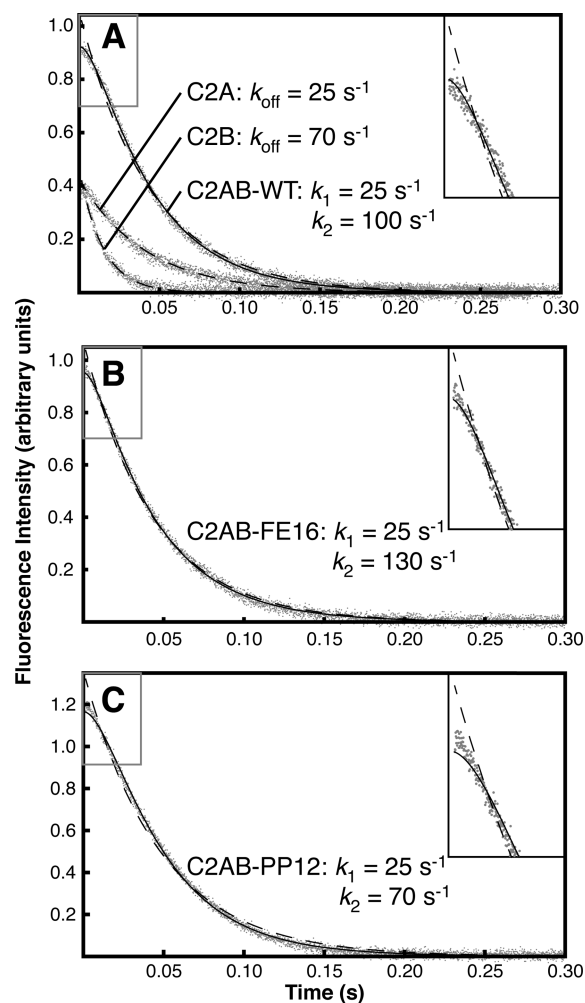 Fluorescence Intensity (arbitrary units)
A
1.0
0.8
0.6
0.4
0.2
C2A: koff = 25 s-1
C2B: koff = 70 s-1
C2AB-WT: k1 = 25 s-1
k2 = 100 s-1
0.05 0.10 0.15 0.20 0.25 0.30
B
1.0
0.8
0.6
0.4
0.2
C2AB-FE16: k1 = 25 s-1
k2 = 130 s-1
0.05 0.10 0.15 0.20 0.25 0.30
C
1.2
1.0
0.8
0.6
0.4
0.2
C2AB-PP12: k1 = 25 s-1
k2 = 70 s-1
0.05 0.10 0.15 0.20 0.25 0.30
Time (s)